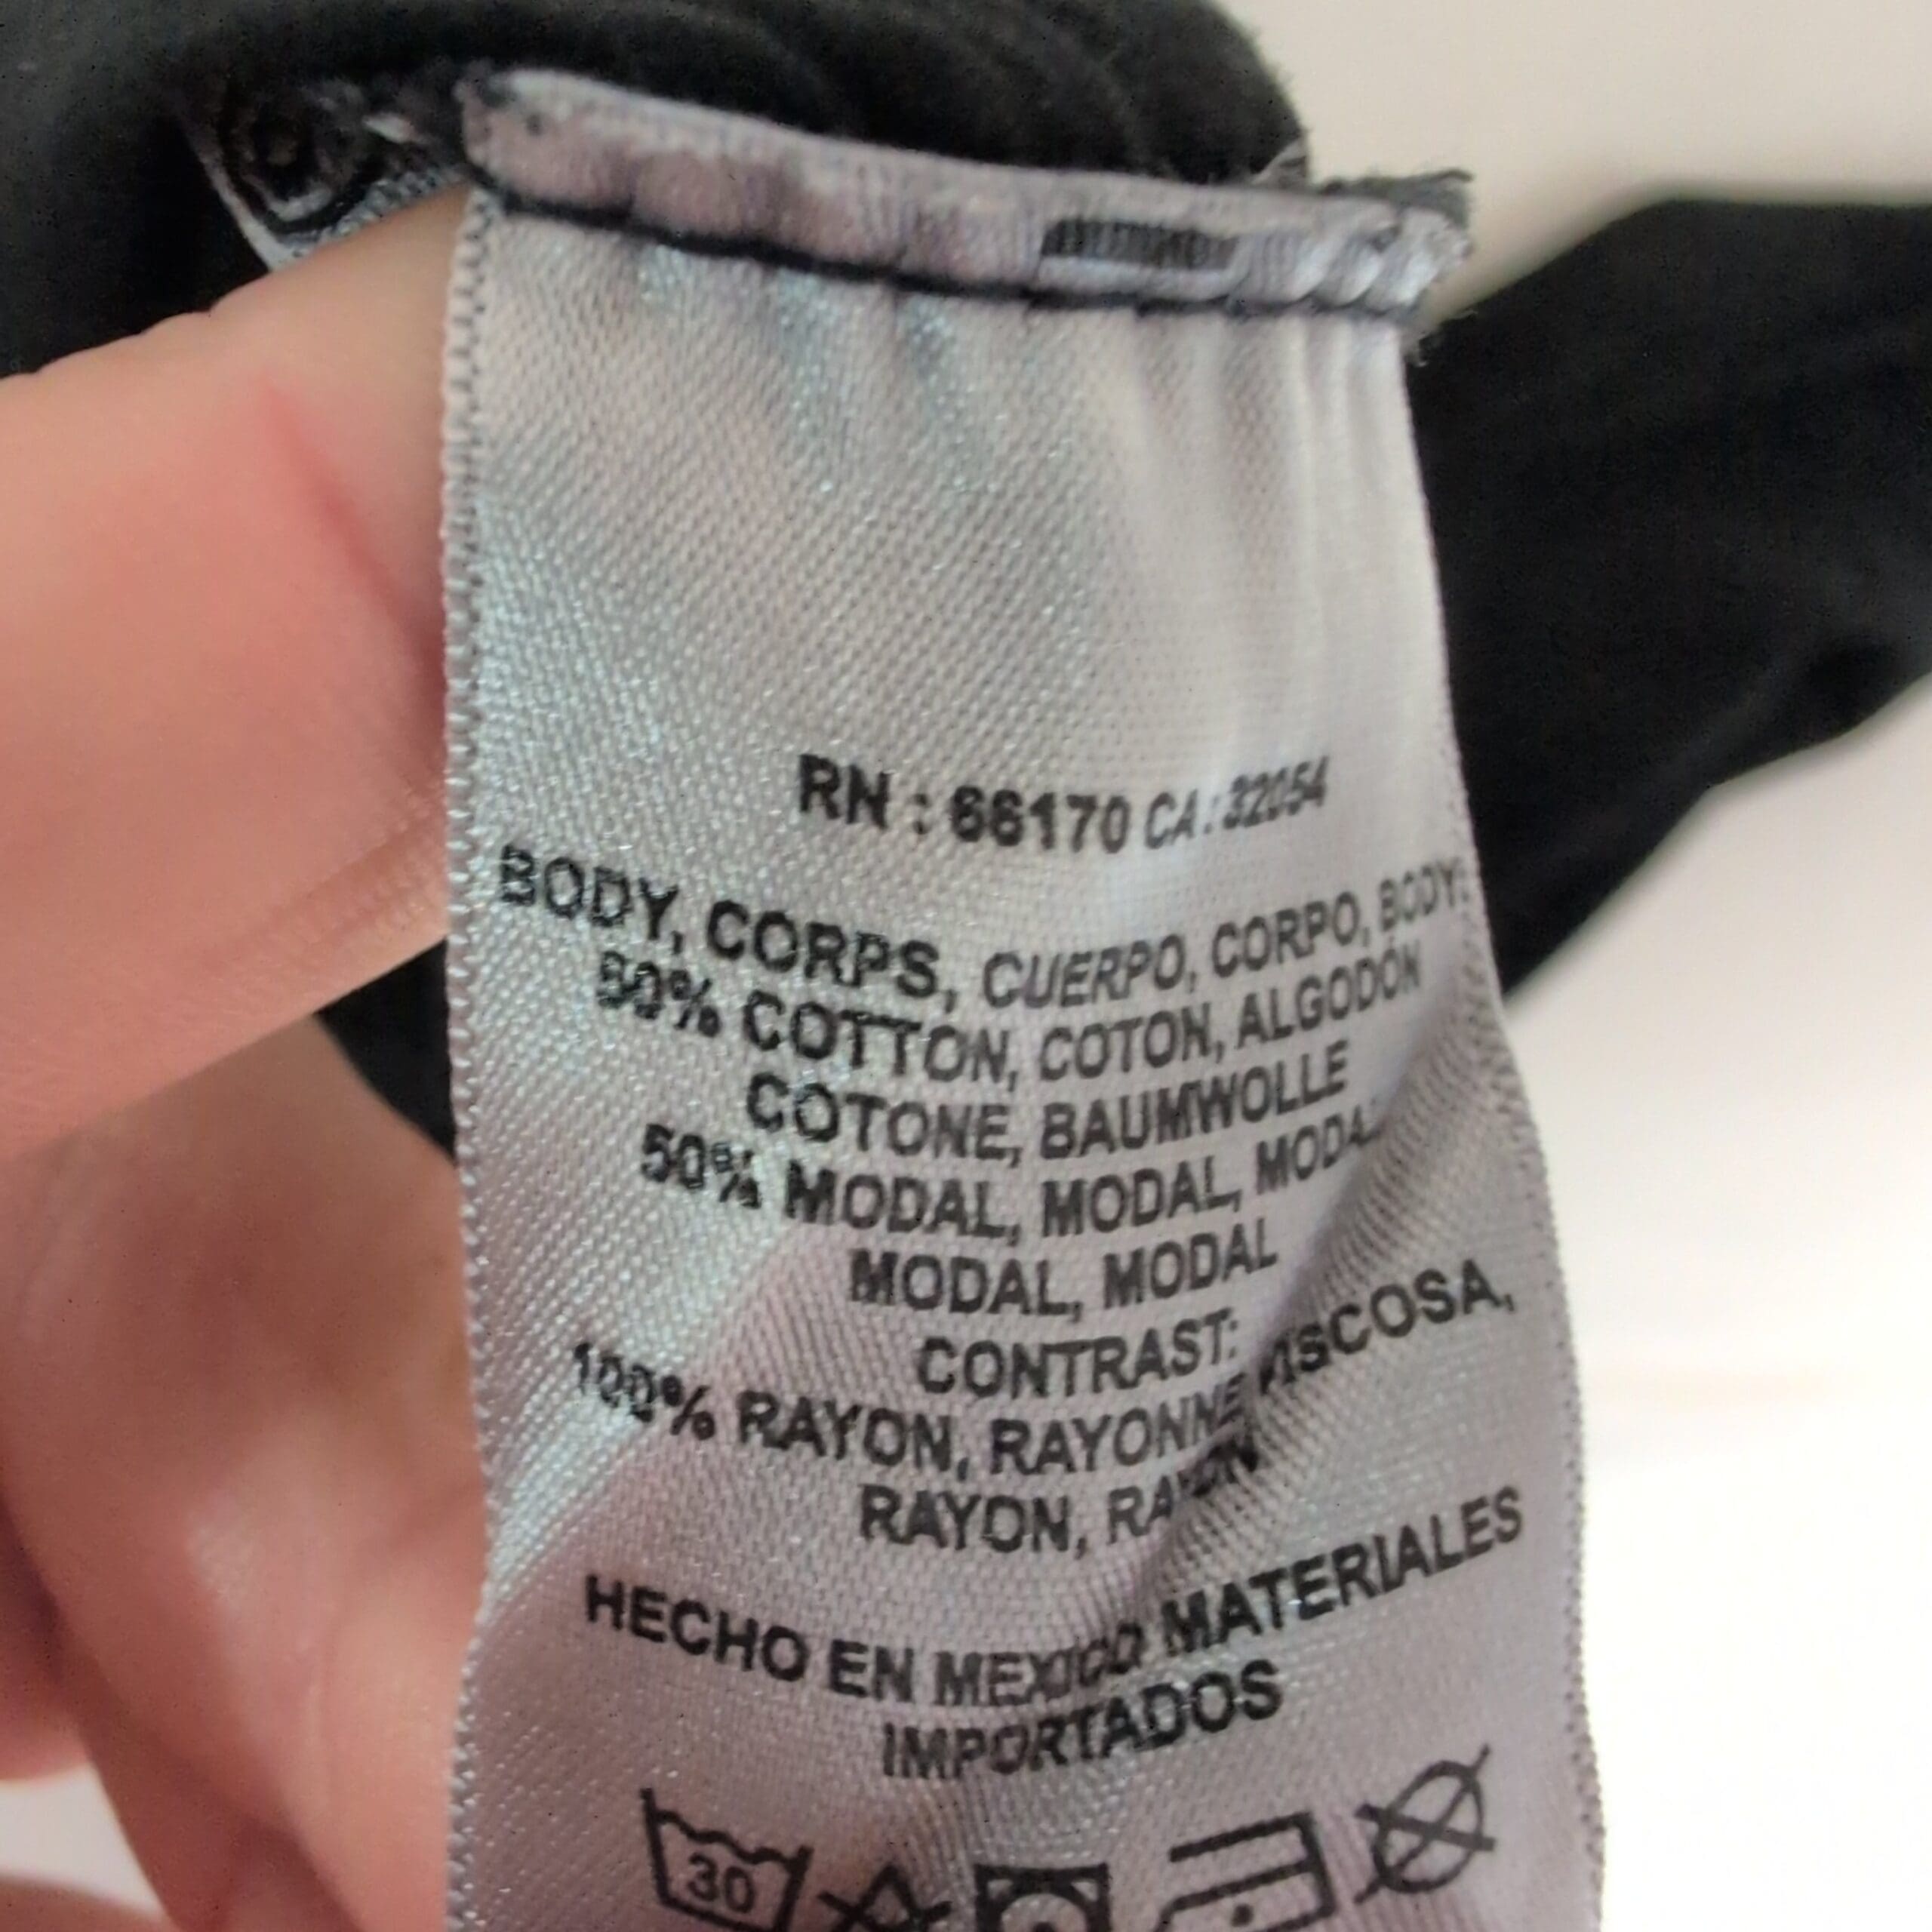 RN : 66170 CA : 32054
BODY, CORPS, CUERPO, CORPO, BODY:
50% COTTON, COTON, ALGODÓN
COTONE, BAUMWOLLE
50% MODAL, MODAL, MODAL
MODAL, MODAL
CONTRAST:
100% RAYON, RAYONNE VISCOSA,
RAYON, RAYON
HECHO EN MEXICO MATERIALES
IMPORTADOS
30